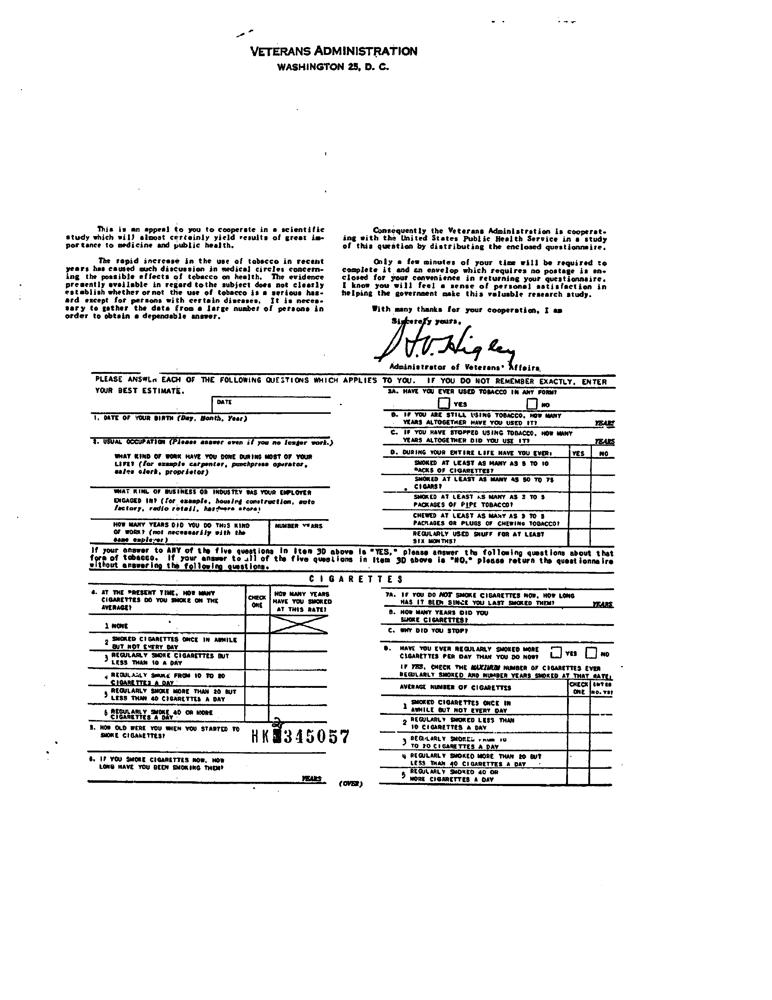 VETERANS ADMINISTRATION
WASHINGTON 25, D. C.
This is an appeal to you to cooperate in a scientific
study which will almost certainly yield results of great im-
portance to medicine and public health.
The rapid increase in the use of tobacco in recent
years has caused much discussion in medical circles concern-
ing the possible effects of tobacco on health. The evidence
presently available in regard to the subject does not clearly
establish whether or not the use of tobacco is a serious haz-
ard except for persons with certain diseases. It is neces-
sary to gather the data from a large number of persons in
order to obtain a dependable answer.
Consequently the Veterans Administration is cooperat-
ing with the United States Public Health Service in a study
of this question by distributing the enclosed questionnaire.
Only a few minutes of your time will be required to
complete it and an envelop which requires no postage is en-
closed for your convenience in returning your questionnaire.
I know you will feel a sense of personal satisfaction in
helping the government make this valuable research study.
With many thanks for your cooperation, I am
Sincerely yours,
H.V. Higley
Administrator of Veterans' Affairs
PLEASE ANSWER EACH OF THE FOLLOWING QUESTIONS WHICH APPLIES TO YOU. IF YOU DO NOT REMEMBER EXACTLY, ENTER
YOUR BEST ESTIMATE.
DATE
1. DATE OF YOUR BIRTH (Day, Month, Year)
2. USUAL OCCUPATION (Please answer even if you no longer work.)
WHAT KIND OF WORK HAVE YOU DONE DURING MOST OF YOUR
LIFE? (for example carpenter, punchpress operator,
sales clerk, proprietor)
WHAT KIND OF BUSINESS OR INDUSTRY WAS YOUR EMPLOYER
ENGAGED IN? (for example, housing construction, auto
factory, radio retail, hardware store)
HOW MANY YEARS DID YOU DO THIS KIND
OF WORK? (not necessarily with the
same employer)
NUMBER YEARS
3A. HAVE YOU EVER USED TOBACCO IN ANY FORM?
YES NO
B. IF YOU ARE STILL USING TOBACCO, HOW MANY
YEARS ALTOGETHER HAVE YOU USED IT? YEARS
C. IF YOU HAVE STOPPED USING TOBACCO, HOW MANY
YEARS ALTOGETHER DID YOU USE IT? YEARS
D. DURING YOUR ENTIRE LIFE HAVE YOU EVER: YES NO
SMOKED AT LEAST AS MANY AS 5 TO 10
PACKS OF CIGARETTES?
SMOKED AT LEAST AS MANY AS 50 TO 75
CIGARS?
SMOKED AT LEAST AS MANY AS 3 TO 5
PACKAGES OF PIPE TOBACCO?
CHEWED AT LEAST AS MANY AS 3 TO 5
PACKAGES OR PLUGS OF CHEWING TOBACCO?
REGULARLY USED SNUFF FOR AT LEAST
SIX MONTHS?
If your answer to ANY of the five questions in Item 3D above is "YES," please answer the following questions about that
form of tobacco. If your answer to all of the five questions in Item 3D above is "NO," please return the questionnaire
without answering the following questions.
CIGARETTES
4. AT THE PRESENT TIME, HOW MANY
CIGARETTES DO YOU SMOKE ON THE
AVERAGE?
CHECK
ONE
HOW MANY YEARS
HAVE YOU SMOKED
AT THIS RATE?
1 NONE
2 SMOKED CIGARETTES ONCE IN AWHILE
BUT NOT EVERY DAY
3 REGULARLY SMOKE CIGARETTES BUT
LESS THAN 10 A DAY
4 REGULARLY SMOKE FROM 10 TO 20
CIGARETTES A DAY
5 REGULARLY SMOKE MORE THAN 20 BUT
LESS THAN 40 CIGARETTES A DAY
6 REGULARLY SMOKE 40 OR MORE
CIGARETTES A DAY
5. HOW OLD WERE YOU WHEN YOU STARTED TO
SMOKE CIGARETTES?
HK 345057
6. IF YOU SMOKE CIGARETTES NOW, HOW
LONG HAVE YOU BEEN SMOKING THEM?
YEARS
7A. IF YOU DO NOT SMOKE CIGARETTES NOW, HOW LONG
HAS IT BEEN SINCE YOU LAST SMOKED THEM? YEARS
B. HOW MANY YEARS DID YOU
SMOKE CIGARETTES?
C. WHY DID YOU STOP?
8. HAVE YOU EVER REGULARLY SMOKED MORE
CIGARETTES PER DAY THAN YOU DO NOW? YES NO
IF YES, CHECK THE MAXIMUM NUMBER OF CIGARETTES EVER
REGULARLY SMOKED AND NUMBER YEARS SMOKED AT THAT RATE:
AVERAGE NUMBER OF CIGARETTES
CHECK ONE
ENTER NO. YRS
1 SMOKED CIGARETTES ONCE IN
AWHILE BUT NOT EVERY DAY
2 REGULARLY SMOKED LESS THAN
10 CIGARETTES A DAY
3 REGULARLY SMOKED FROM 10
TO 20 CIGARETTES A DAY
4 REGULARLY SMOKED MORE THAN 20 BUT
LESS THAN 40 CIGARETTES A DAY
5 REGULARLY SMOKED 40 OR
MORE CIGARETTES A DAY
(OVER)